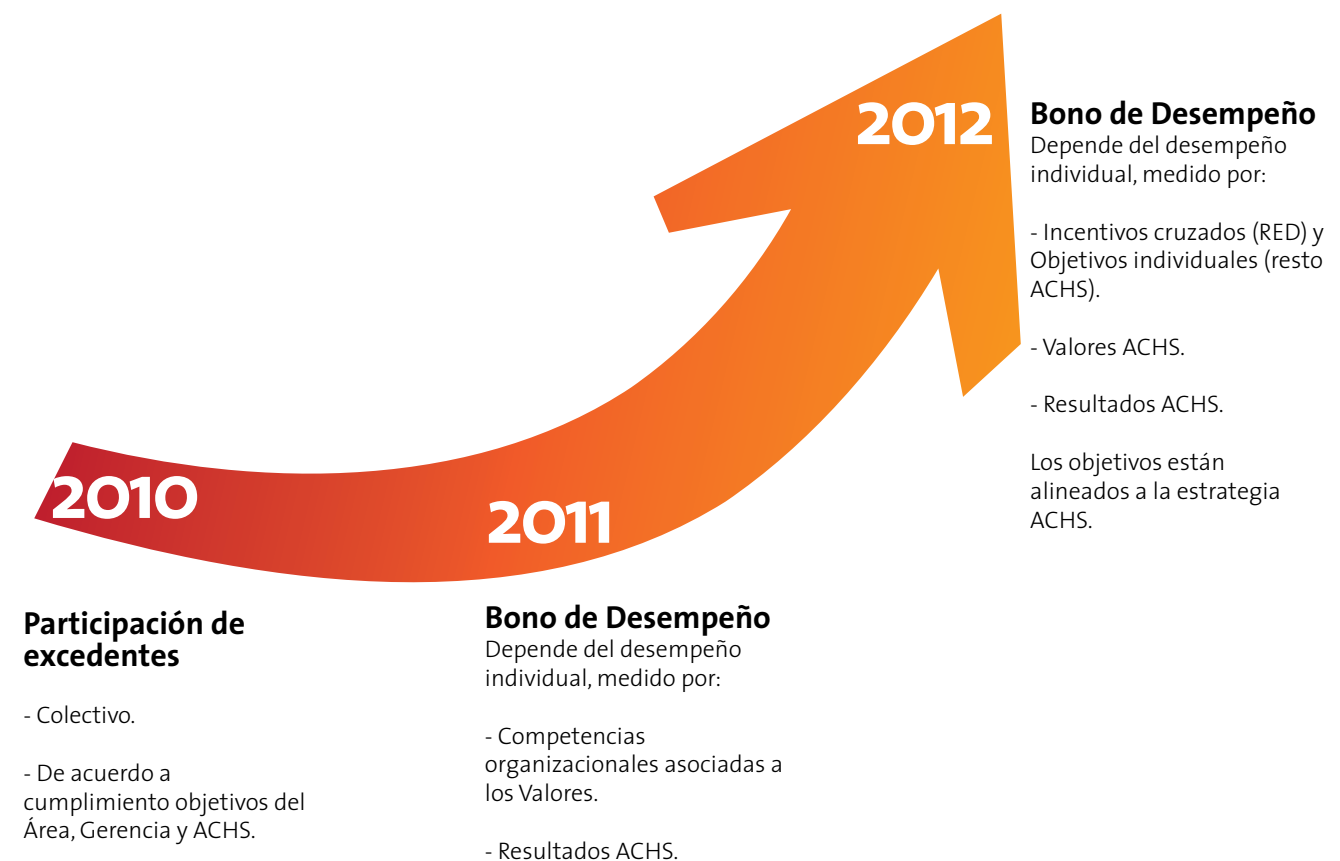 2010
Participación de
excedentes
- Colectivo.
- De acuerdo a
cumplimiento objetivos del
Área, Gerencia y ACHS.
2011
Bono de Desempeño
Depende del desempeño
individual, medido por:
- Competencias
organizacionales asociadas a
los Valores.
- Resultados ACHS.
2012
Bono de Desempeño
Depende del desempeño
individual, medido por:
- Incentivos cruzados (RED) y
Objetivos individuales (resto
ACHS).
- Valores ACHS.
- Resultados ACHS.
Los objetivos están
alineados a la estrategia
ACHS.